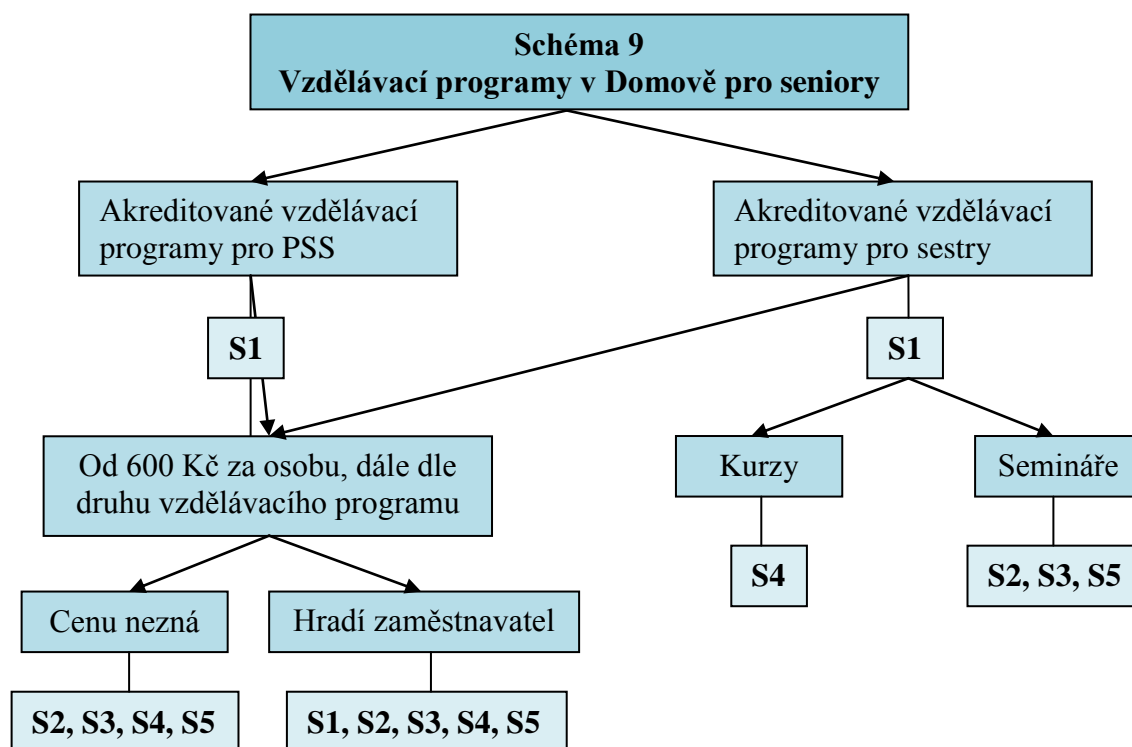 Schéma 9
Vzdělávací programy v Domově pro seniory
Akreditované vzdělávací
programy pro PSS
Akreditované vzdělávací
programy pro sestry
S1
S1
Od 600 Kč za osobu, dále dle
druhu vzdělávacího programu
Kurzy
Semináře
S4
S2, S3, S5
Cenu nezná
Hradí zaměstnavatel
S2, S3, S4, S5
S1, S2, S3, S4, S5